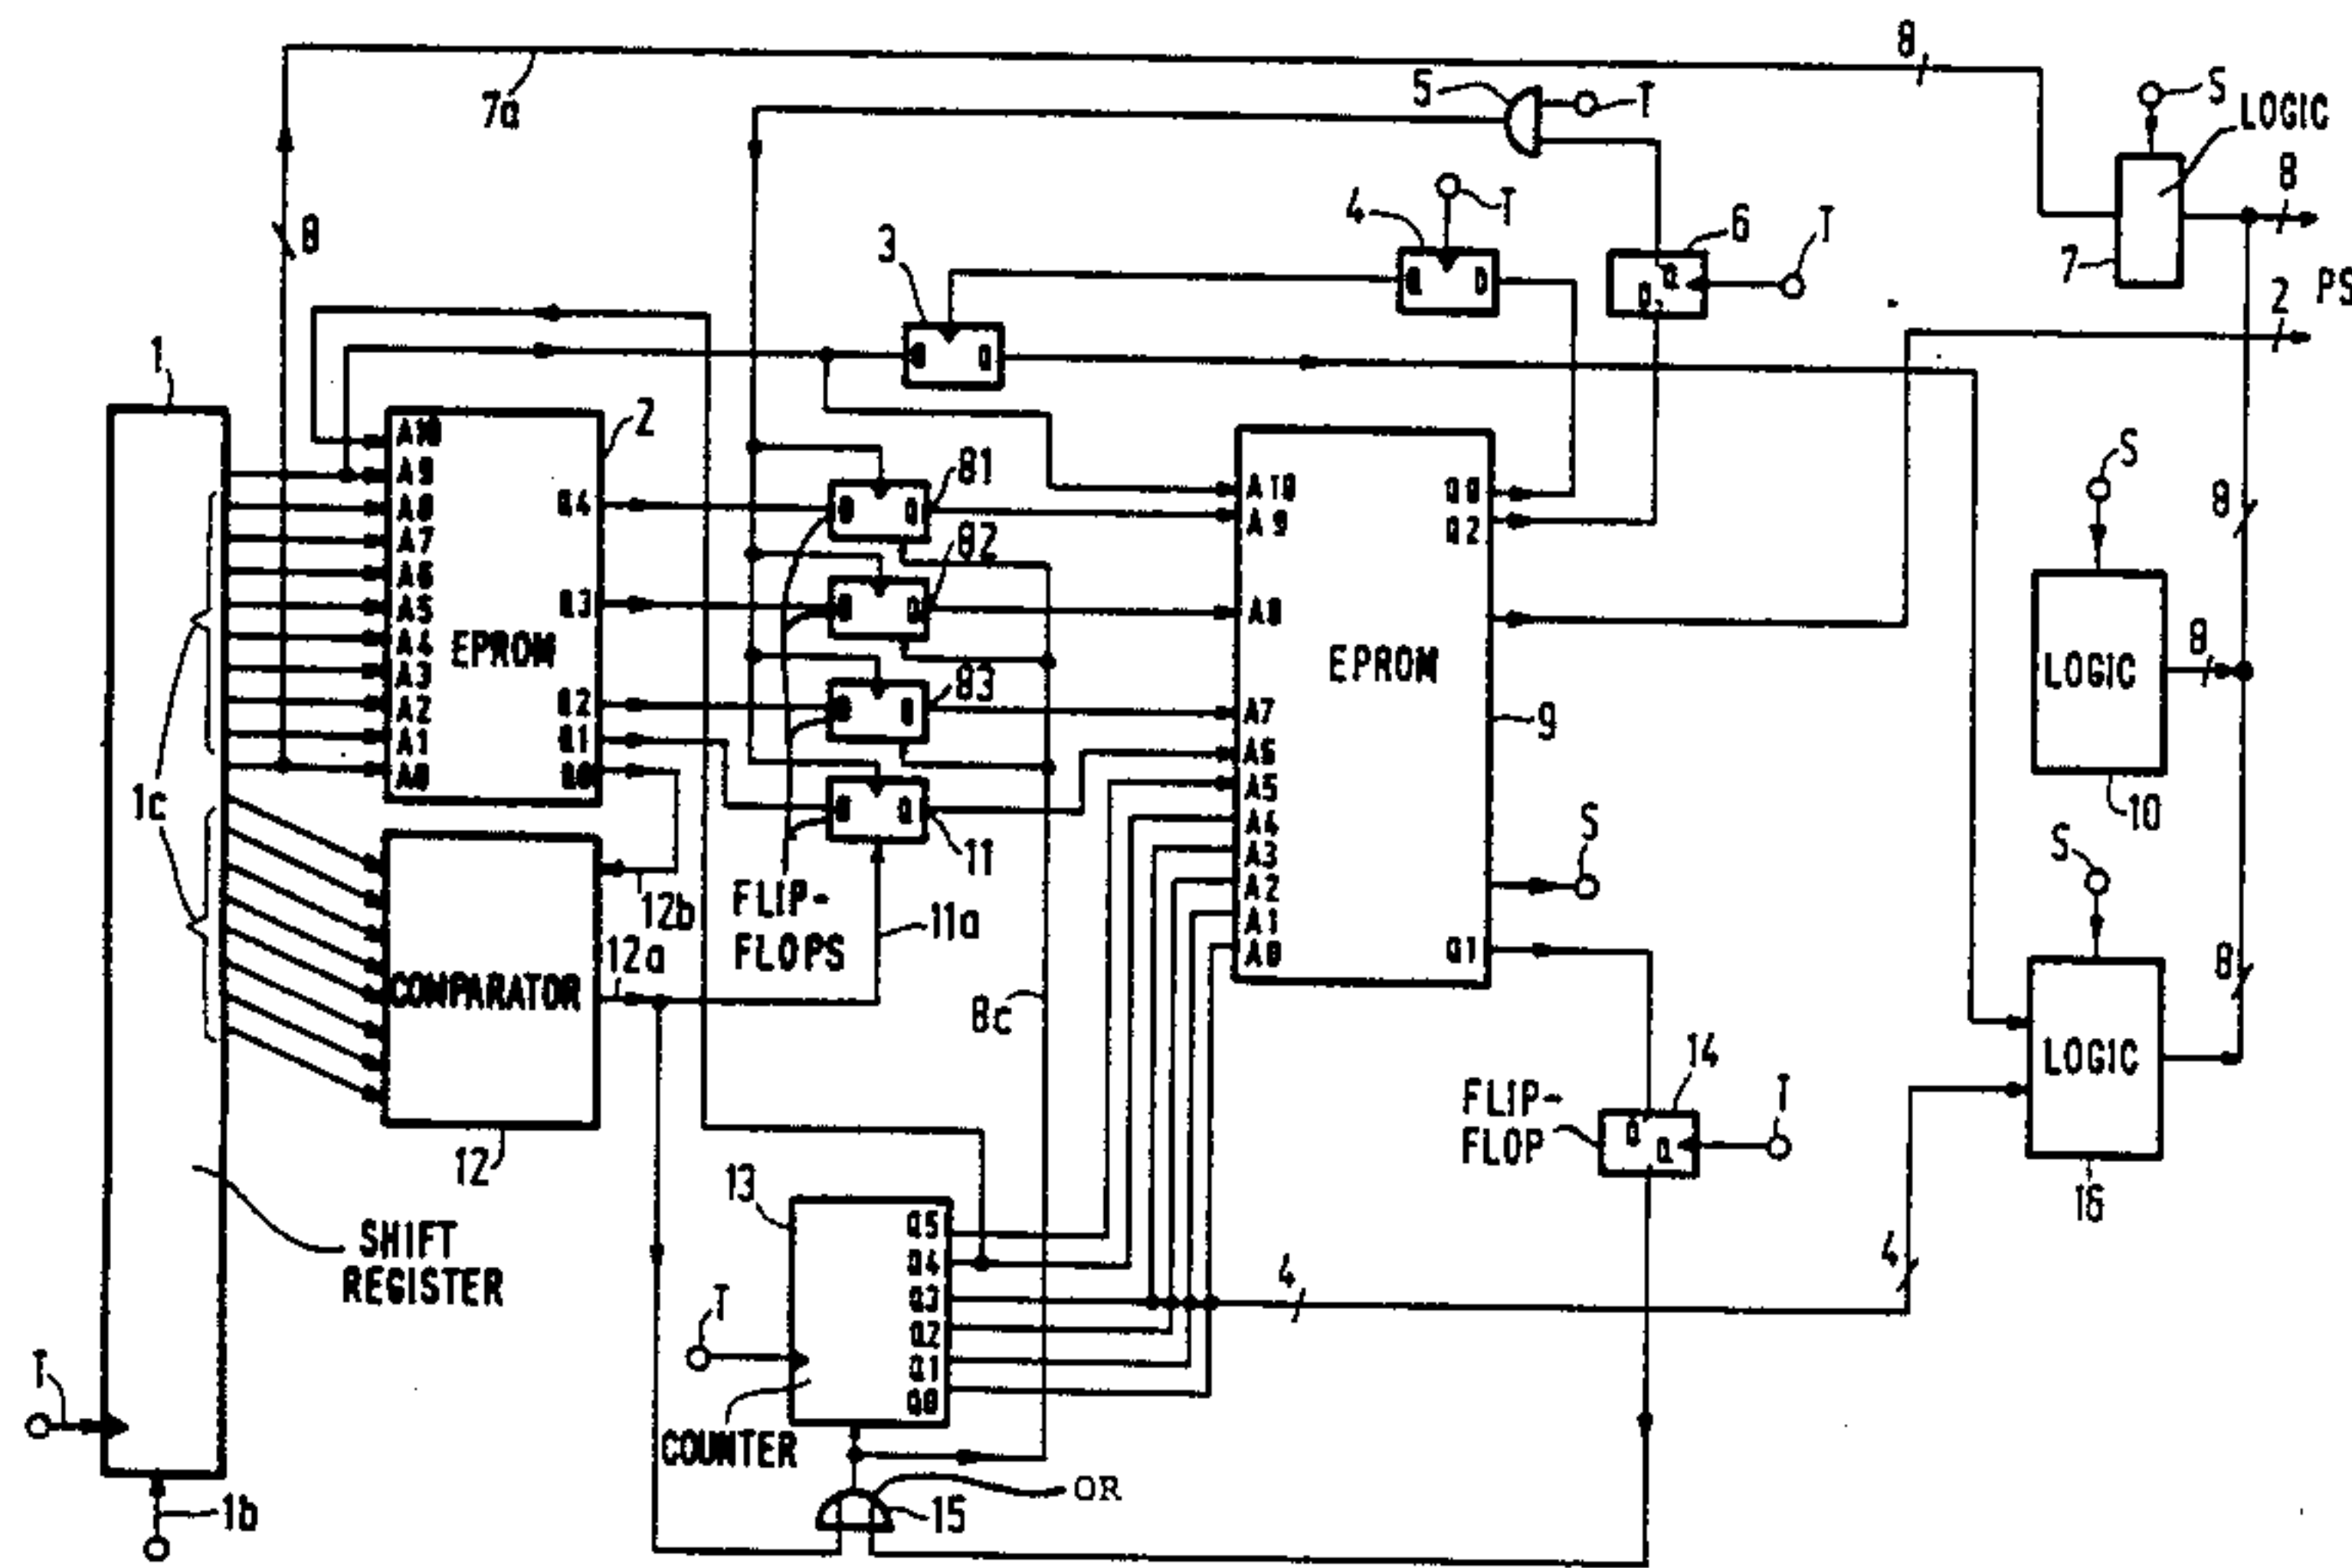 8
S
5
T
LOGIC
7a
8
4
T
6
T
3
7
2
PS
8
1
2
A10
A9
A8
A7
A6
A5
A4
A3
A2
A1
A0
Q4
Q3
Q2
Q1
Q0
EPROM
D
Q
81
82
83
A10
A9
A8
A7
A6
A5
A4
A3
A2
A1
A0
Q0
Q2
Q1
EPROM
9
S
8
S
LOGIC
8
10
1c
FLIP-
FLOPS
11
12b
12a
11a
COMPARATOR
12
8c
S
8
LOGIC
16
14
T
FLIP-
FLOP
D
Q
13
Q5
Q4
Q3
Q2
Q1
Q0
4
4
SHIFT
REGISTER
T
T
COUNTER
OR
15
1b